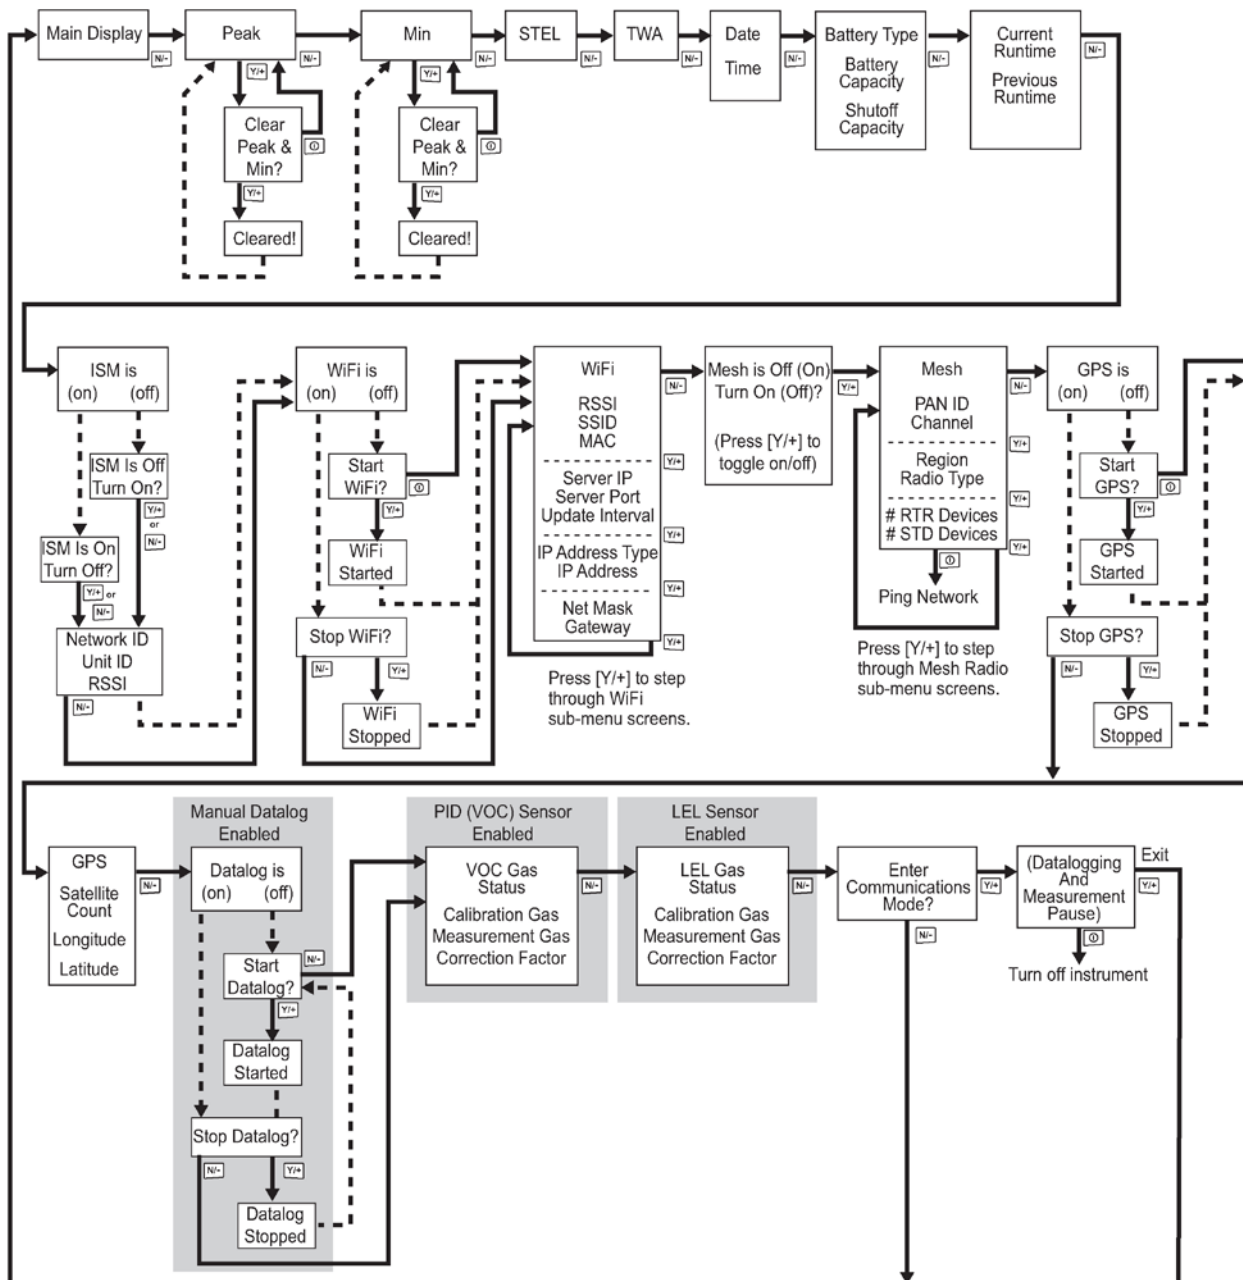 Main Display
N/-
Peak
N/-
Y/+
Clear
Peak &
Min?
Y/+
Cleared!
Min
N/-
Y/+
Clear
Peak &
Min?
Y/+
Cleared!
STEL
N/-
TWA
N/-
Date
Time
N/-
Battery Type
Battery
Capacity
Shutoff
Capacity
N/-
Current
Runtime
Previous
Runtime
N/-
ISM is
(on) (off)
ISM Is Off
Turn On?
Y/+
or
N/-
ISM Is On
Turn Off?
Y/+ or
N/-
Network ID
Unit ID
RSSI
N/-
WiFi is
(on) (off)
Start
WiFi?
Y/+
WiFi
Started
Stop WiFi?
N/-
Y/+
WiFi
Stopped
WiFi
RSSI
SSID
MAC
N/-
Y/+
Server IP
Server Port
Update Interval
Y/+
IP Address Type
IP Address
Y/+
Net Mask
Gateway
Y/+
Press [Y/+] to step
through WiFi
sub-menu screens.
Mesh is Off (On)
Turn On (Off)?
(Press [Y/+] to
toggle on/off)
Y/+
Mesh
PAN ID
Channel
N/-
Y/+
Region
Radio Type
Y/+
# RTR Devices
# STD Devices
Y/+
Ping Network
Press [Y/+] to step
through Mesh Radio
sub-menu screens.
GPS is
(on) (off)
Start
GPS?
Y/+
GPS
Started
Stop GPS?
N/-
Y/+
GPS
Stopped
GPS
Satellite
Count
Longitude
Latitude
N/-
Manual Datalog
Enabled
Datalog is
(on) (off)
N/-
Start
Datalog?
Y/+
Datalog
Started
Stop Datalog?
N/-
Y/+
Datalog
Stopped
PID (VOC) Sensor
Enabled
VOC Gas
Status
Calibration Gas
Measurement Gas
Correction Factor
N/-
LEL Sensor
Enabled
LEL Gas
Status
Calibration Gas
Measurement Gas
Correction Factor
N/-
Enter
Communications
Mode?
N/-
Y/+
(Datalogging
And
Measurement
Pause)
Exit
Y/+
Turn off instrument